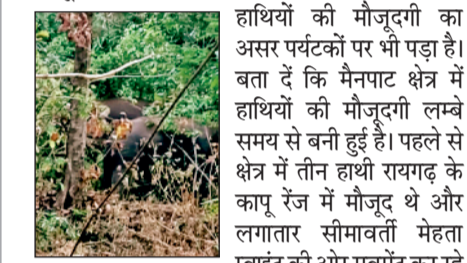 हाथियों की मौजूदगी का
असर पर्यटकों पर भी पड़ा है।
बता दें कि मैनपाट क्षेत्र में
हाथियों की मौजूदगी लम्बे
समय से बनी हुई है। पहले से
क्षेत्र में तीन हाथी रायगढ़ के
कापू रेंज में मौजूद थे और
लगातार सीमावर्ती मेहता